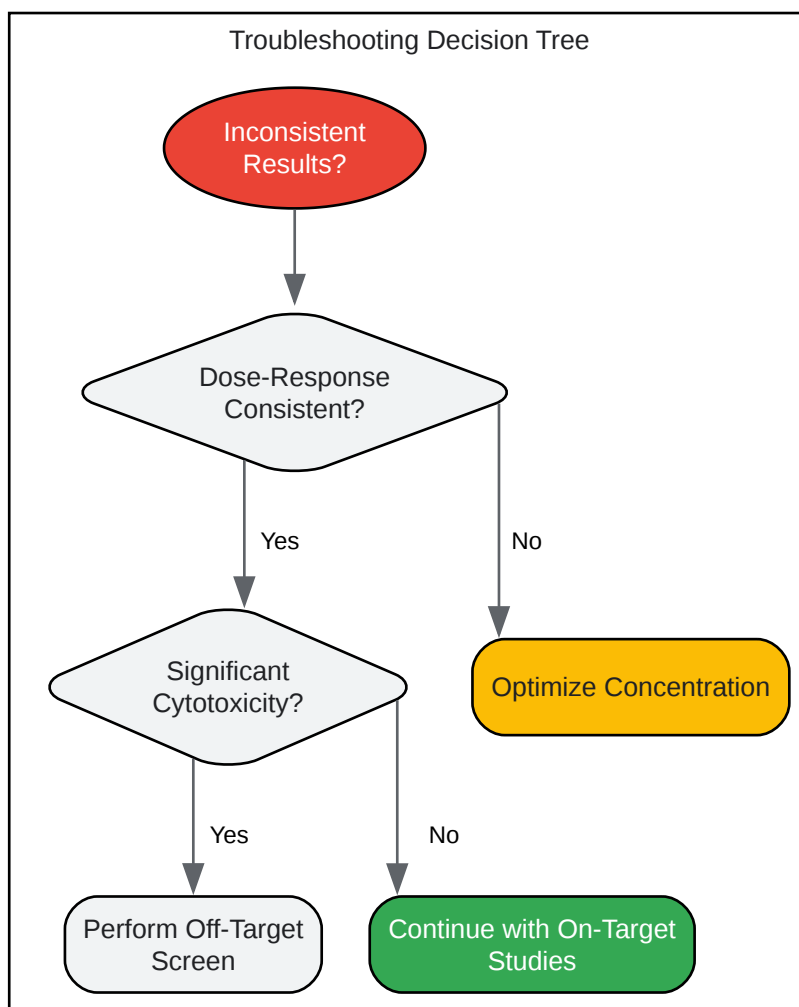 Troubleshooting Decision Tree
Inconsistent
Results?
Dose-Response
Consistent?
Yes
No
Significant
Cytotoxicity?
Optimize Concentration
Yes
No
Perform Off-Target
Screen
Continue with On-Target
Studies